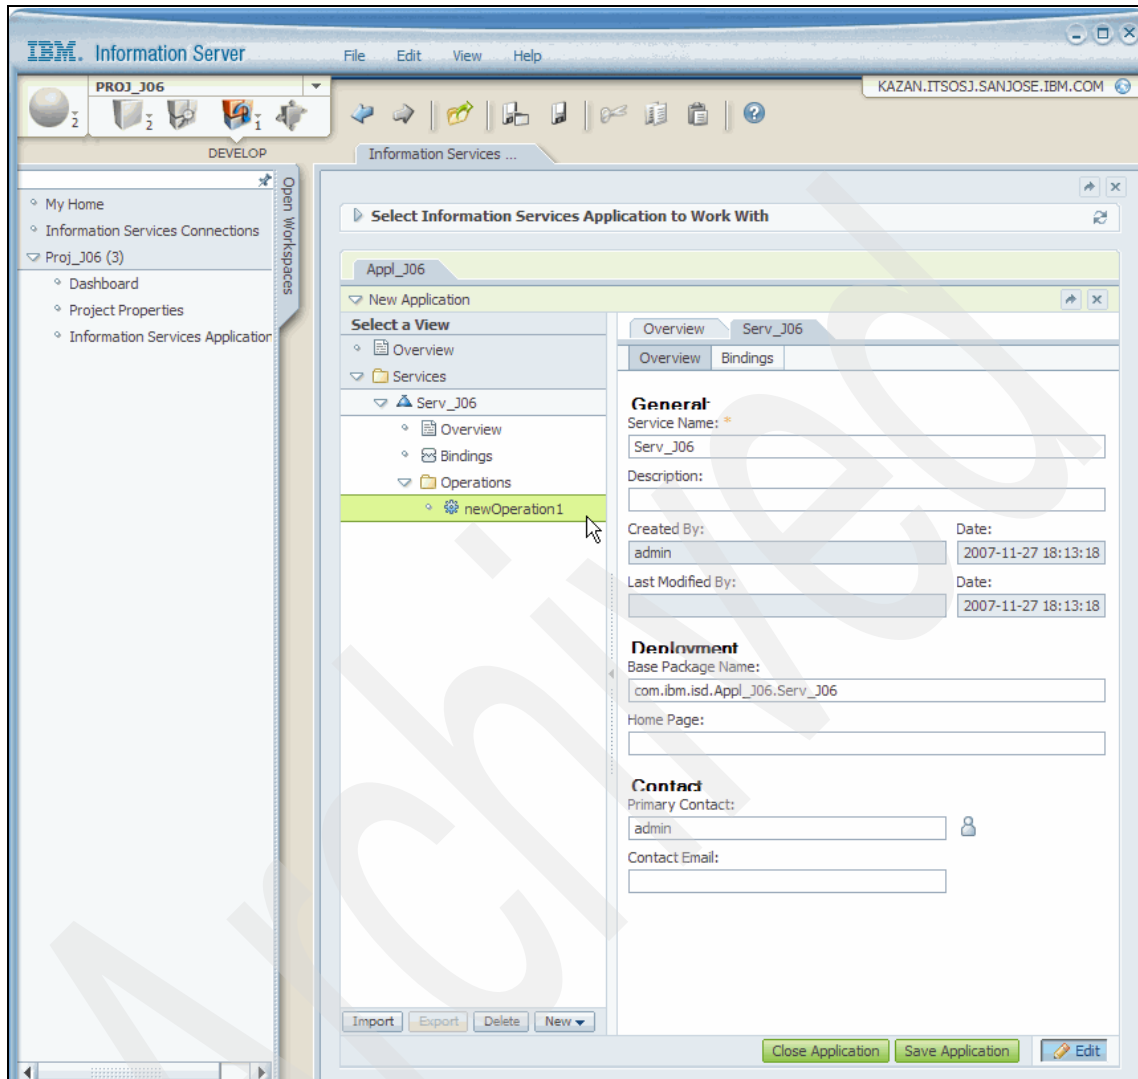 IBM. Information Server
File Edit View Help
PROJ_J06
KAZAN.ITSOSJ.SANJOSE.IBM.COM
2
2
1
DEVELOP
Information Services ...
Open Workspaces
My Home
Information Services Connections
Proj_J06 (3)
Dashboard
Project Properties
Information Services Application
Select Information Services Application to Work With
Appl_J06
New Application
Select a View
Overview
Services
Serv_J06
Overview
Bindings
Operations
newOperation1
Import Export Delete New
Overview Serv_J06
Overview Bindings
General
Service Name: *
Serv_J06
Description:
Created By: Date:
admin 2007-11-27 18:13:18
Last Modified By: Date:
2007-11-27 18:13:18
Deployment
Base Package Name:
com.ibm.isd.Appl_J06.Serv_J06
Home Page:
Contact
Primary Contact:
admin
Contact Email:
Close Application Save Application Edit
Archived